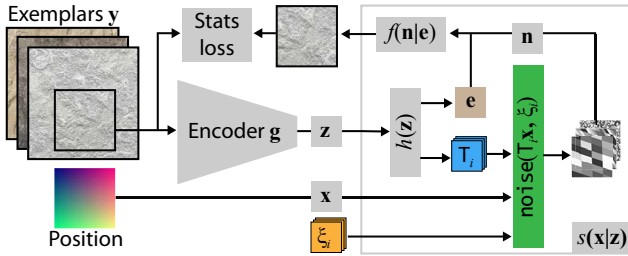 Exemplars y
Stats
loss
f(n|e)
n
Encoder g
z
h(z)
e
T_i
noise(T_i x, ξ_i)
x
Position
ξ_i
s(x|z)